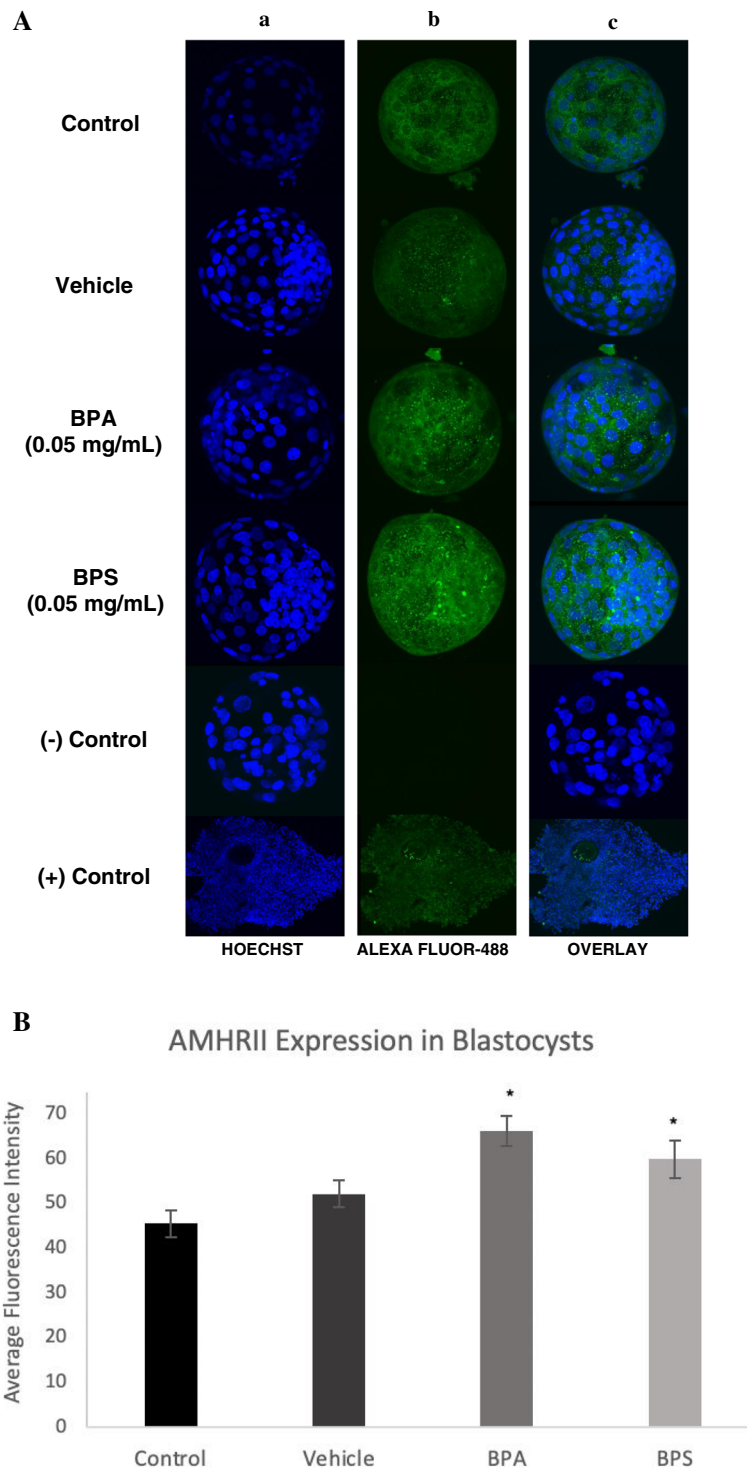 A
a b c
Control
Vehicle
BPA
(0.05 mg/mL)
BPS
(0.05 mg/mL)
(-) Control
(+) Control
HOECHST ALEXA FLUOR-488 OVERLAY
B
AMHRII Expression in Blastocysts
Average Fluorescence Intensity
70
60
50
40
30
20
10
0
*
*
Control Vehicle BPA BPS